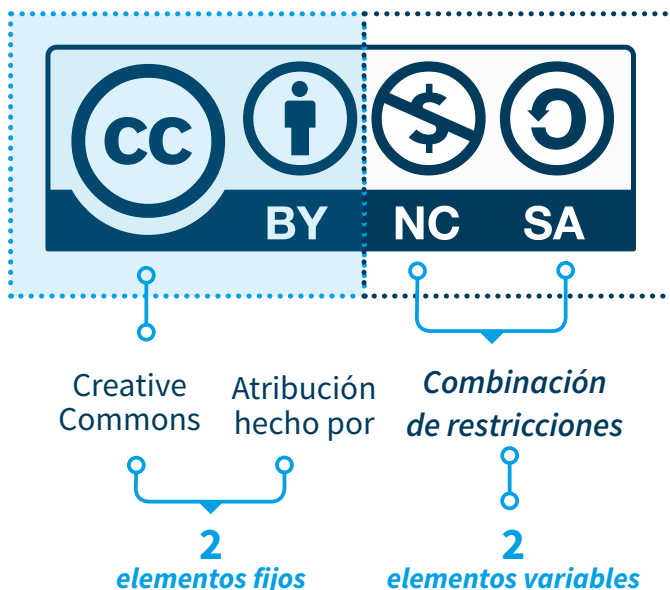 CC
BY NC SA
Creative
Commons
Atribución
hecho por
Combinación
de restricciones
2
elementos fijos
2
elementos variables